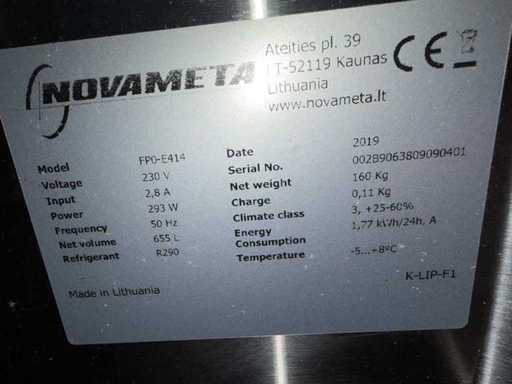 NOVAMETA
Ateities pl. 39
LT-52119 Kaunas
Lithuania
www.novameta.lt
CE
Model FP0-E414
Voltage 230 V
Input 2,8 A
Power 293 W
Frequency 50 Hz
Net volume 655 L
Refrigerant R290
Date 2019
Serial No. 002B9063809090401
Net weight 160 Kg
Charge 0,11 Kg
Climate class 3, +25-60%
Energy Consumption 1,77 kWh/24h, A
Temperature -5...+8ºC
K-LIP-F1
Made in Lithuania